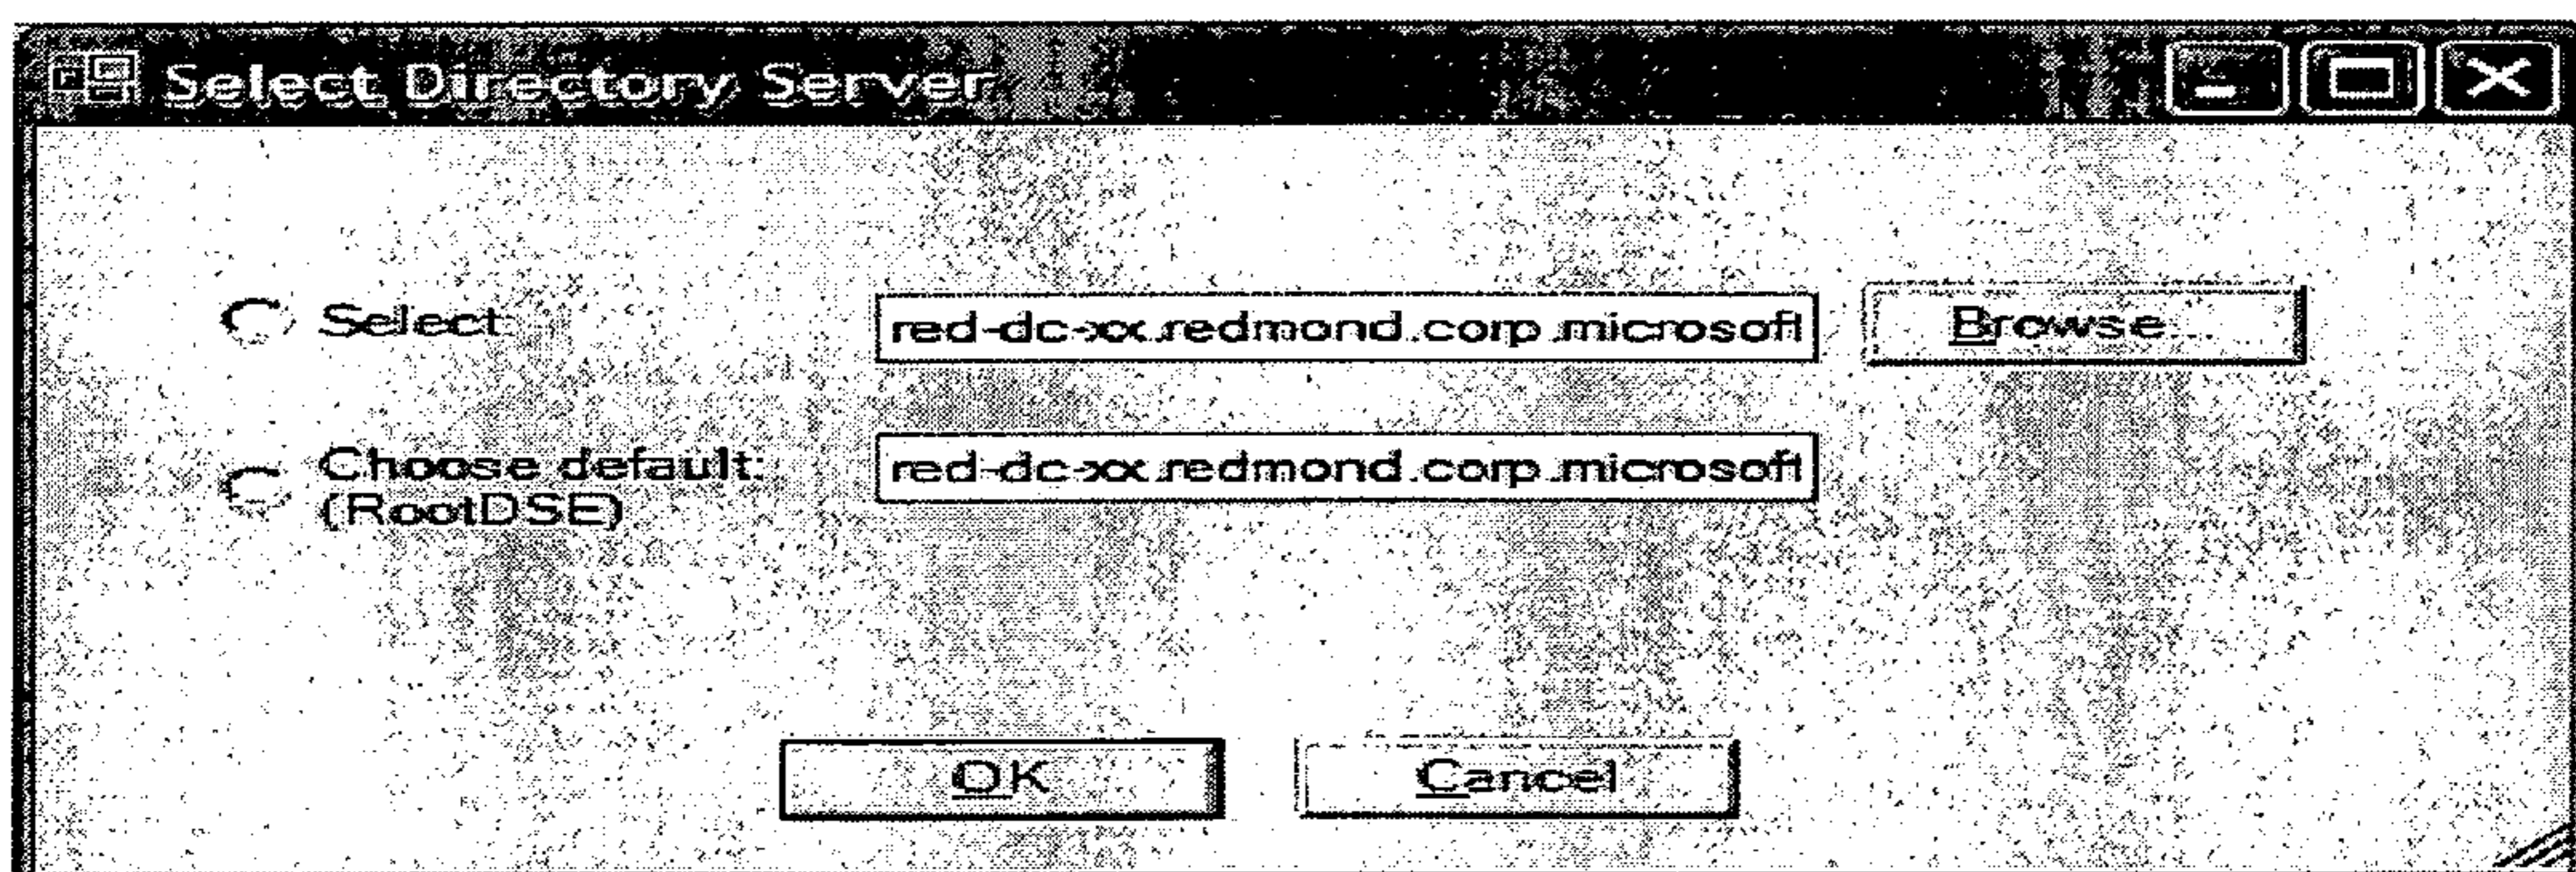 Select Directory Server
Select: red-dc-xx.redmond.corp.microsoft Browse...
Choose default: red-dc-xx.redmond.corp.microsoft
(RootDSE)
OK Cancel